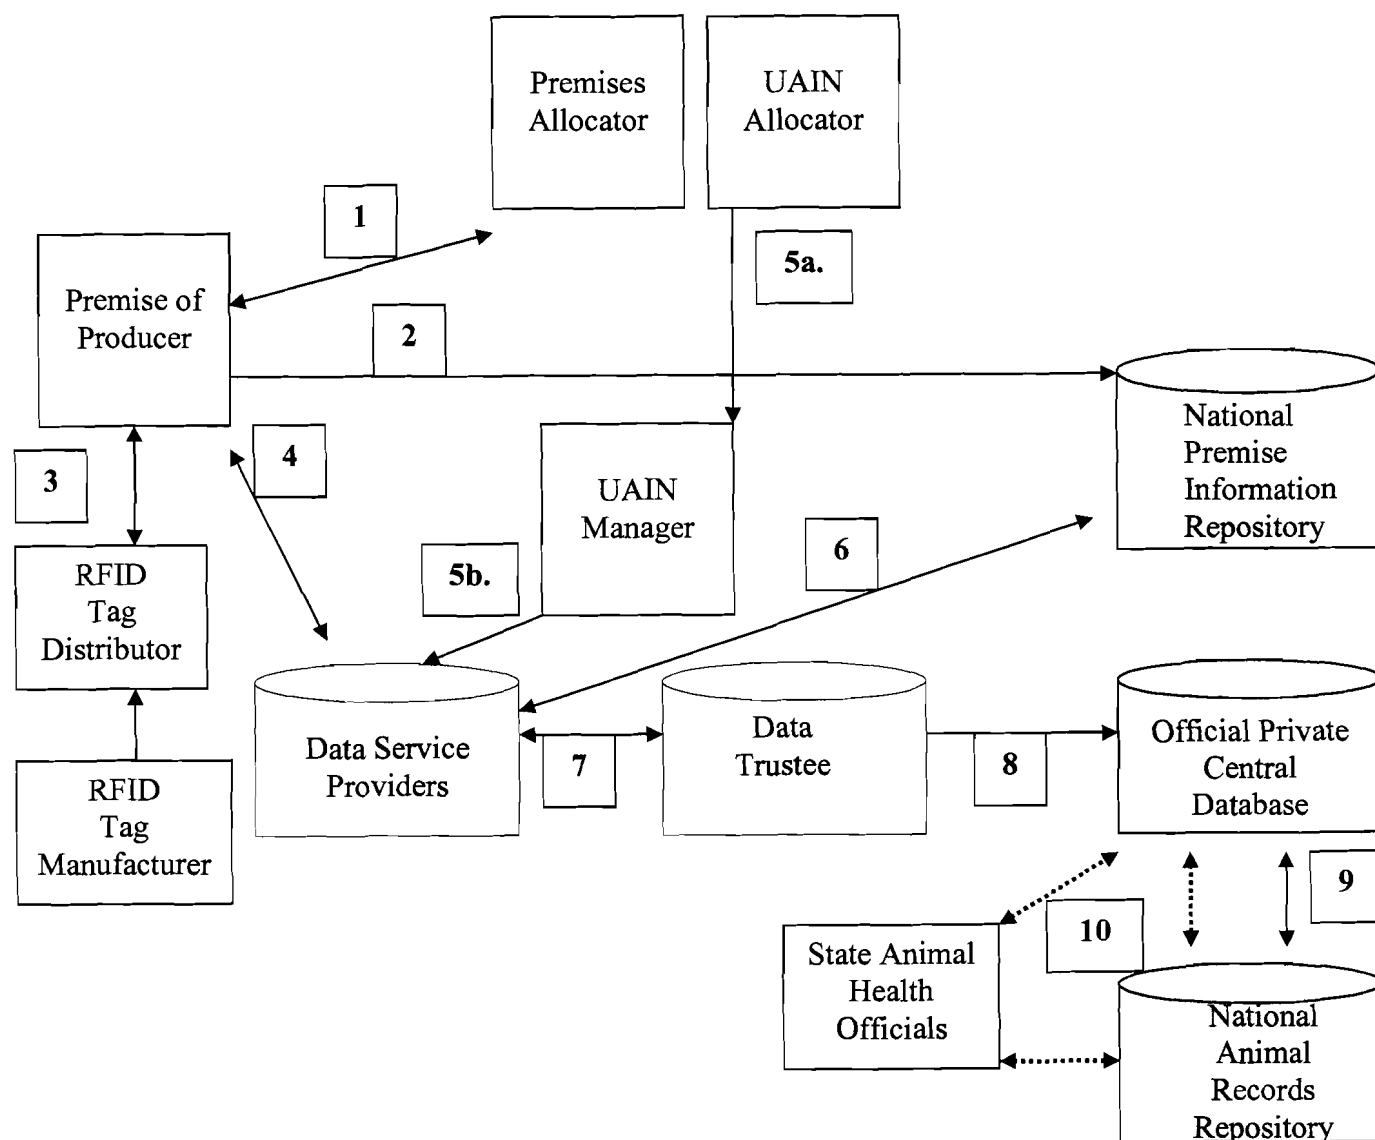 Premises
Allocator
UAIN
Allocator
1
5a.
Premise of
Producer
2
National
Premise
Information
Repository
3
4
UAIN
Manager
6
5b.
RFID
Tag
Distributor
Data Service
Providers
7
Data
Trustee
8
Official Private
Central
Database
RFID
Tag
Manufacturer
9
10
State Animal
Health
Officials
National
Animal
Records
Repository